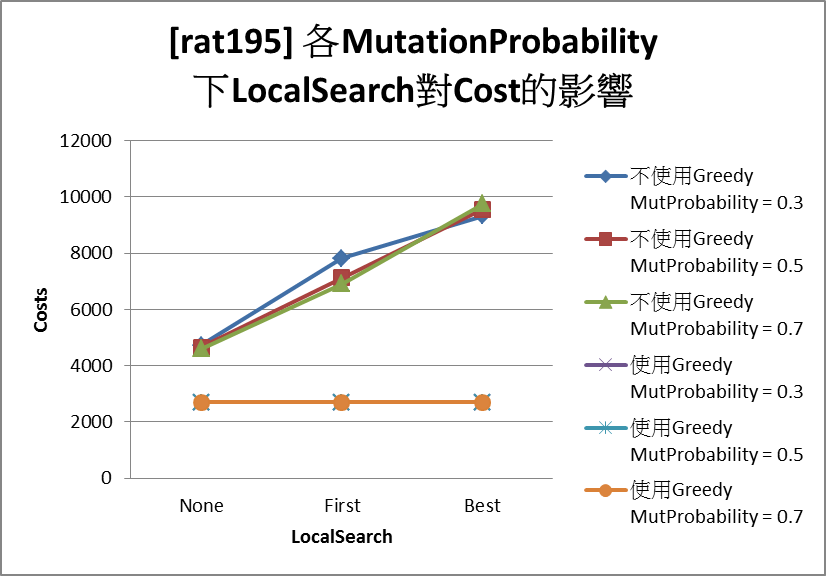 [rat195] 各MutationProbability
下LocalSearch對Cost的影響
12000
10000
8000
6000
4000
2000
0
Costs
None
First
Best
LocalSearch
不使用Greedy
MutProbability = 0.3
不使用Greedy
MutProbability = 0.5
不使用Greedy
MutProbability = 0.7
使用Greedy
MutProbability = 0.3
使用Greedy
MutProbability = 0.5
使用Greedy
MutProbability = 0.7